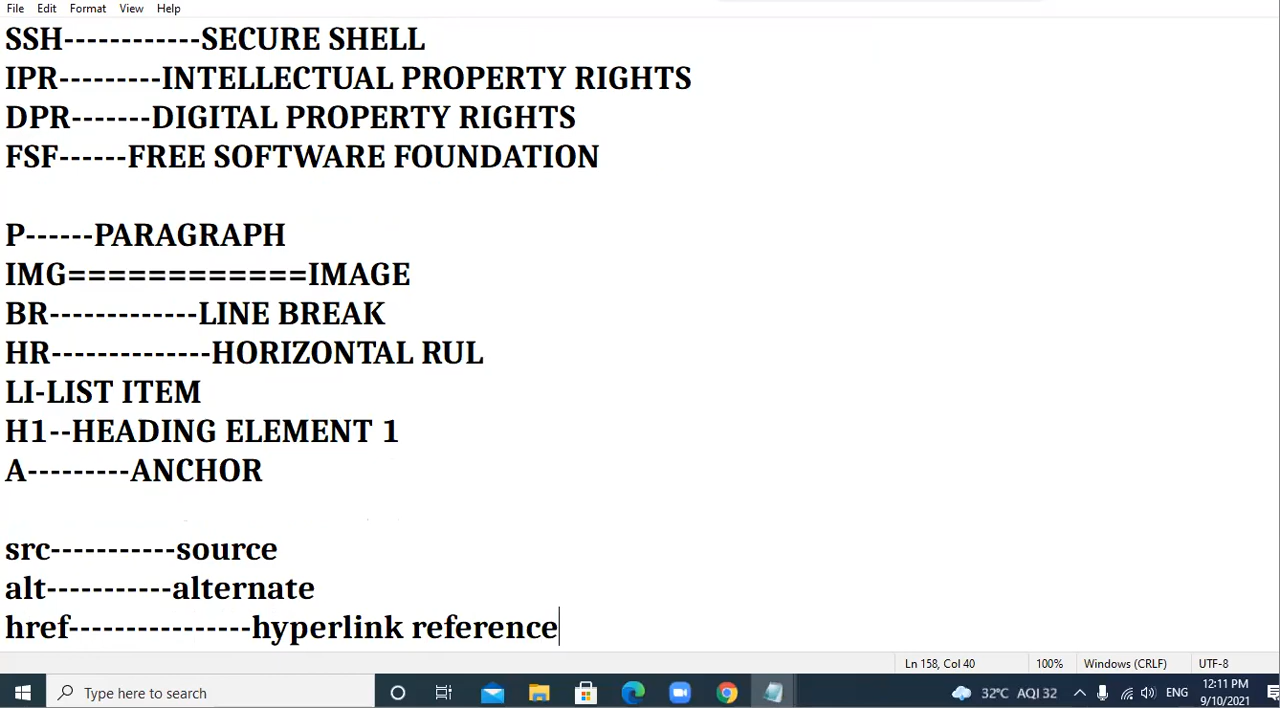 File Edit Format View Help
SSH------------SECURE SHELL
IPR---------INTELLECTUAL PROPERTY RIGHTS
DPR-------DIGITAL PROPERTY RIGHTS
FSF------FREE SOFTWARE FOUNDATION
P------PARAGRAPH
IMG============IMAGE
BR-------------LINE BREAK
HR--------------HORIZONTAL RUL
LI-LIST ITEM
H1--HEADING ELEMENT 1
A---------ANCHOR
src-----------source
alt-----------alternate
href----------------hyperlink reference
Ln 158, Col 40 100% Windows (CRLF) UTF-8
Type here to search 32°C AQI 32 ENG 12:11 PM
9/10/2021